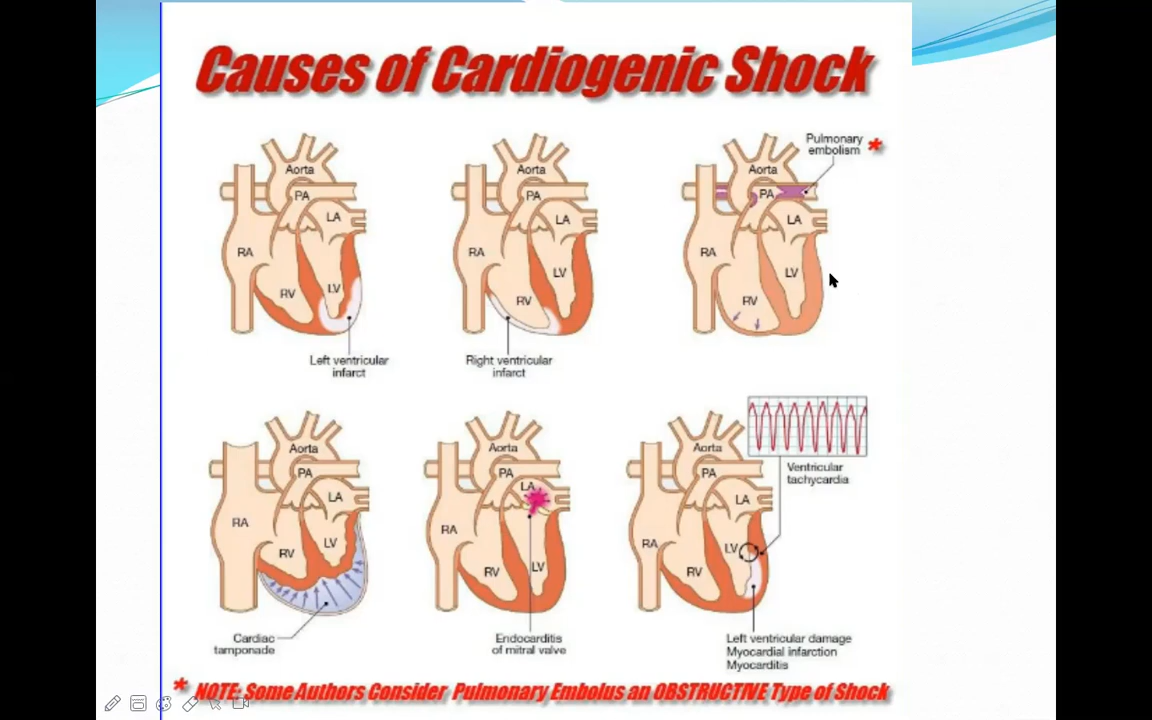 Causes of Cardiogenic Shock
Aorta
PA
LA
RA
RV
LV
Left ventricular
infarct
Aorta
PA
LA
RA
LV
RV
Right ventricular
infarct
Pulmonary
embolism *
Aorta
PA
LA
RA
LV
RV
Aorta
PA
LA
RA
LV
RV
Cardiac
tamponade
Aorta
PA
LA
RA
LV
RV
Endocarditis
of mitral valve
Aorta
PA
LA
RA
LV
RV
Ventricular
tachycardia
Left ventricular damage
Myocardial infarction
Myocarditis
* NOTE: Some Authors Consider Pulmonary Embolus an OBSTRUCTIVE Type of Shock